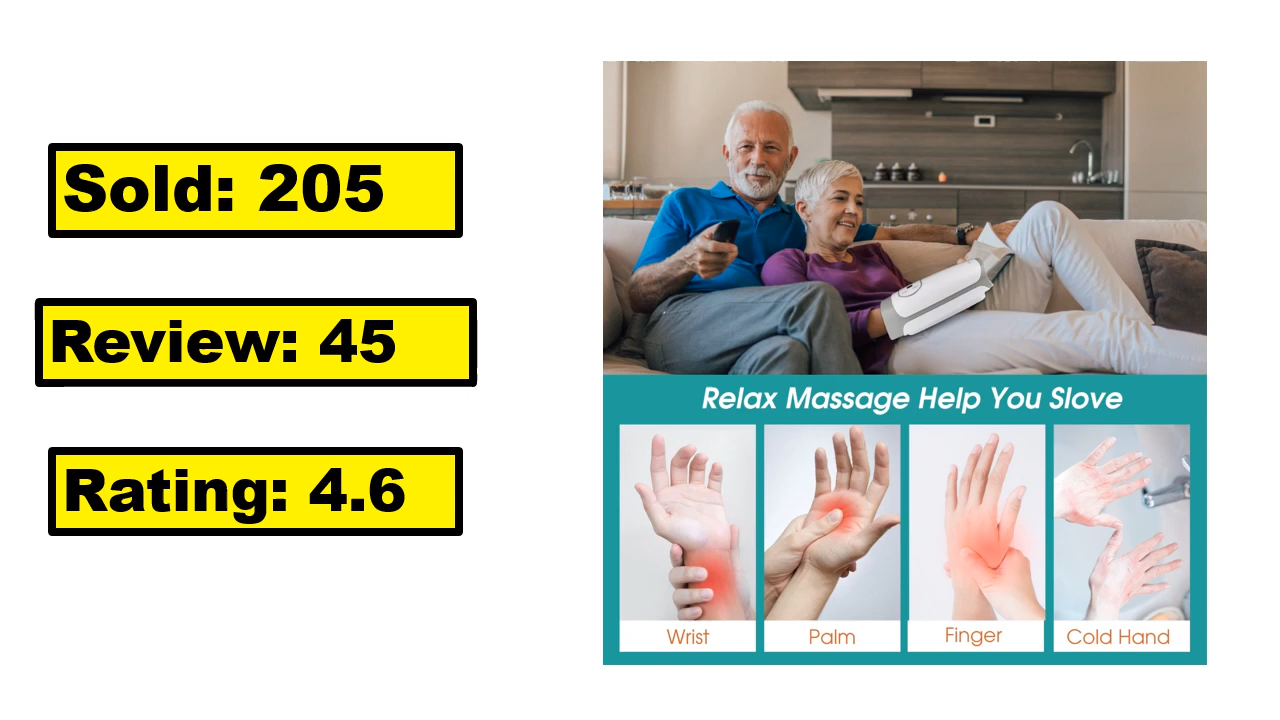 Sold: 205
Review: 45
Rating: 4.6
Relax Massage Help You Slove
Wrist
Palm
Finger
Cold Hand